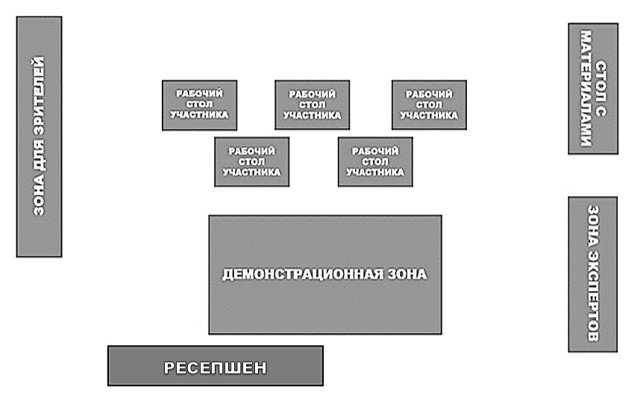 ЗОНА ДЛЯ ЗРИТЕЛЕЙ
РАБОЧИЙ
СТОЛ
УЧАСТНИКА
РАБОЧИЙ
СТОЛ
УЧАСТНИКА
РАБОЧИЙ
СТОЛ
УЧАСТНИКА
СТОЛ С
МАТЕРИАЛАМИ
РАБОЧИЙ
СТОЛ
УЧАСТНИКА
РАБОЧИЙ
СТОЛ
УЧАСТНИКА
ДЕМОНСТРАЦИОННАЯ ЗОНА
ЗОНА ЭКСПЕРТОВ
РЕСЕПШЕН